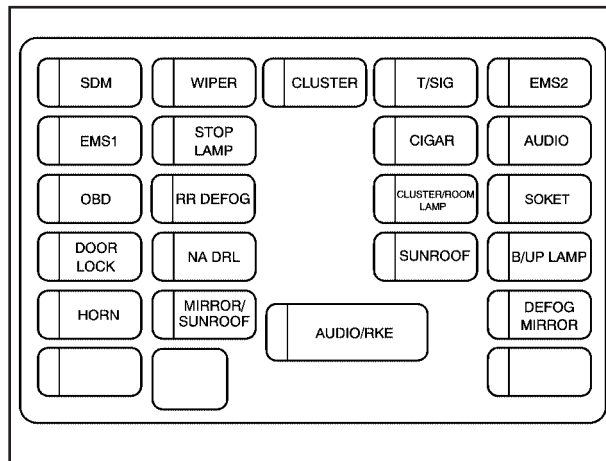 SDM
WIPER
CLUSTER
T/SIG
EMS2
EMS1
STOP
LAMP
CIGAR
AUDIO
OBD
RR DEFOG
CLUSTER/ROOM
LAMP
SOKET
DOOR
LOCK
NA DRL
SUNROOF
B/UP LAMP
HORN
MIRROR/
SUNROOF
AUDIO/RKE
DEFOG
MIRROR